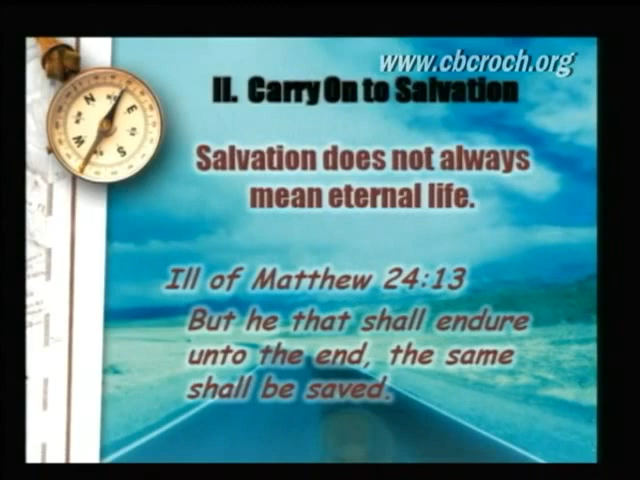 www.cbcroch.org
II. Carry On to Salvation
N E
W S
Salvation does not always
mean eternal life.
Ill of Matthew 24:13
But he that shall endure
unto the end, the same
shall be saved.